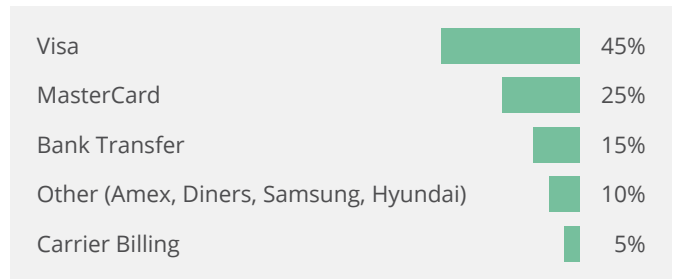 Visa 45%
MasterCard 25%
Bank Transfer 15%
Other (Amex, Diners, Samsung, Hyundai) 10%
Carrier Billing 5%